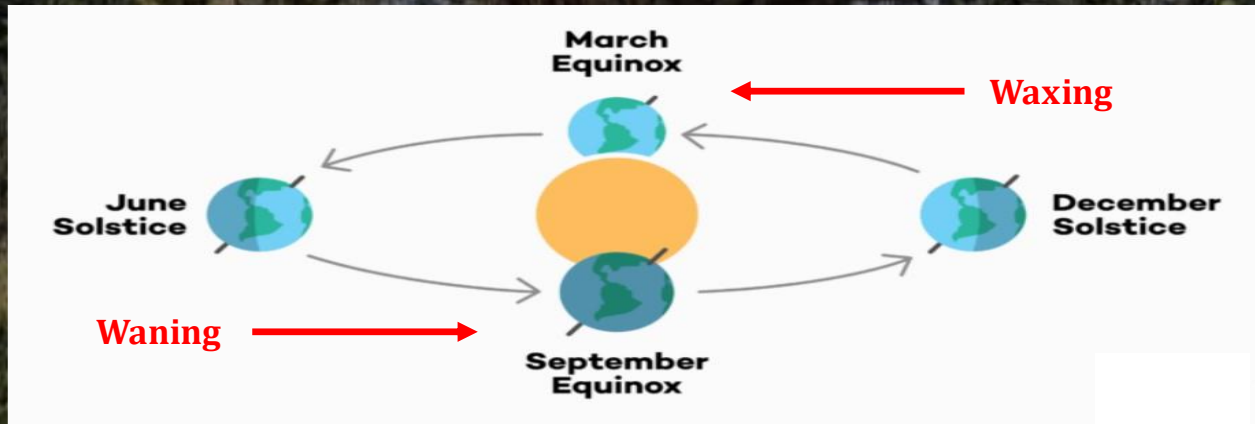 March
Equinox
Waxing
June
Solstice
December
Solstice
Waning
September
Equinox